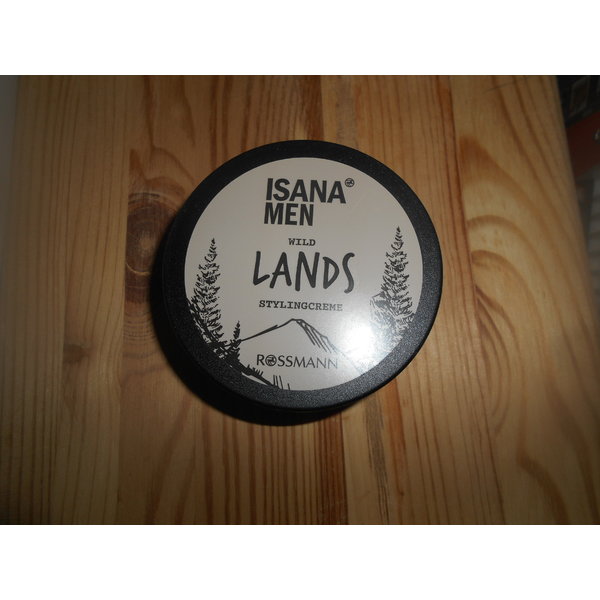 ISANA
MEN
WILD
LANDS
STYLINGCREME
ROSSMANN